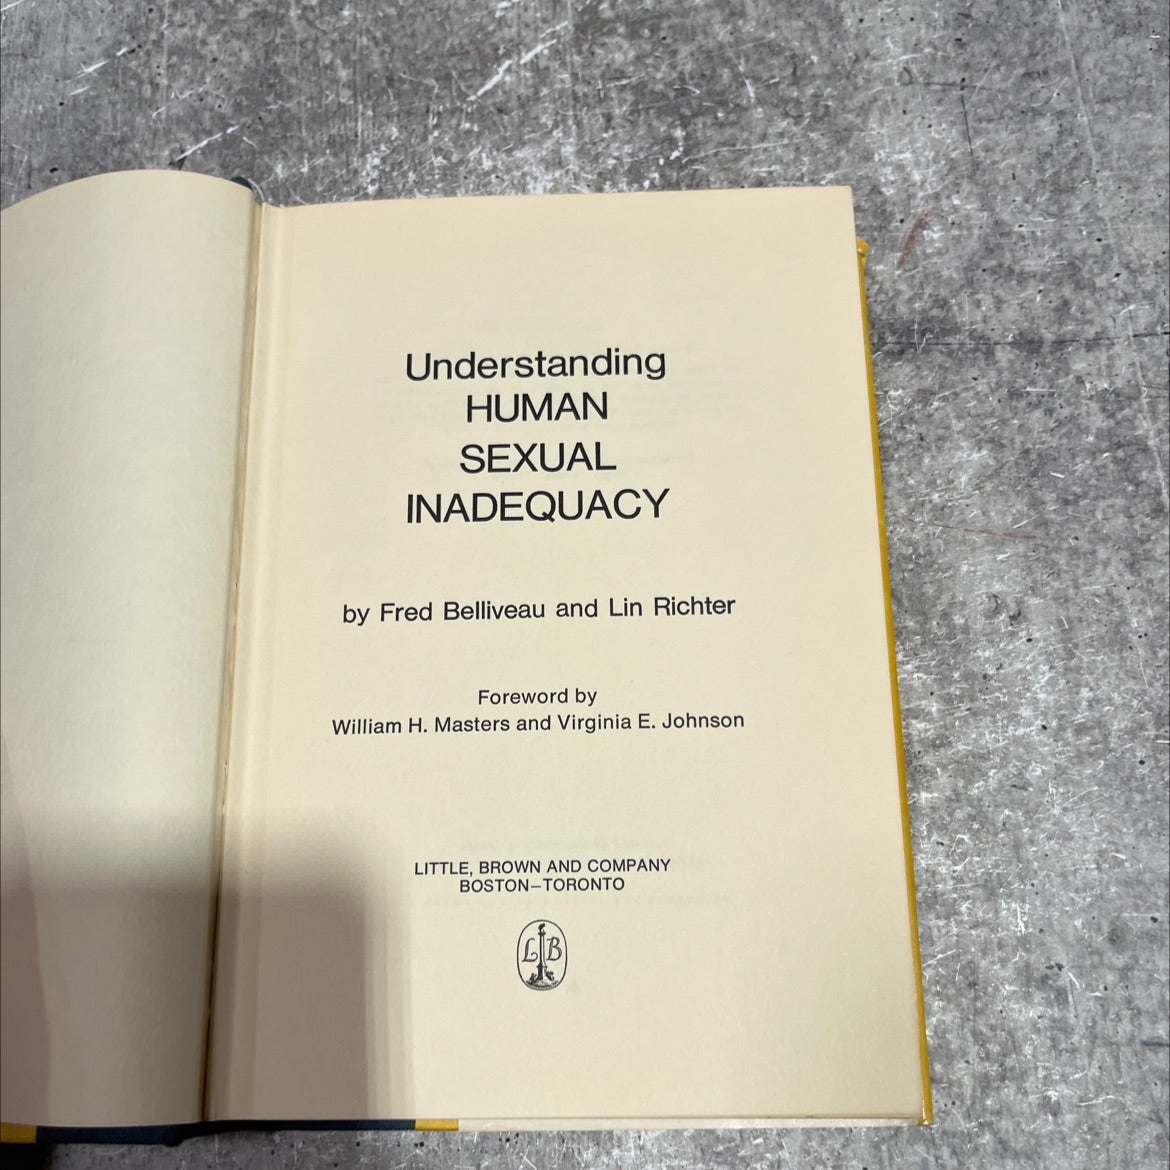 Understanding
HUMAN
SEXUAL
INADEQUACY
by Fred Belliveau and Lin Richter
Foreword by
William H. Masters and Virginia E. Johnson
LITTLE, BROWN AND COMPANY
BOSTON–TORONTO
L B